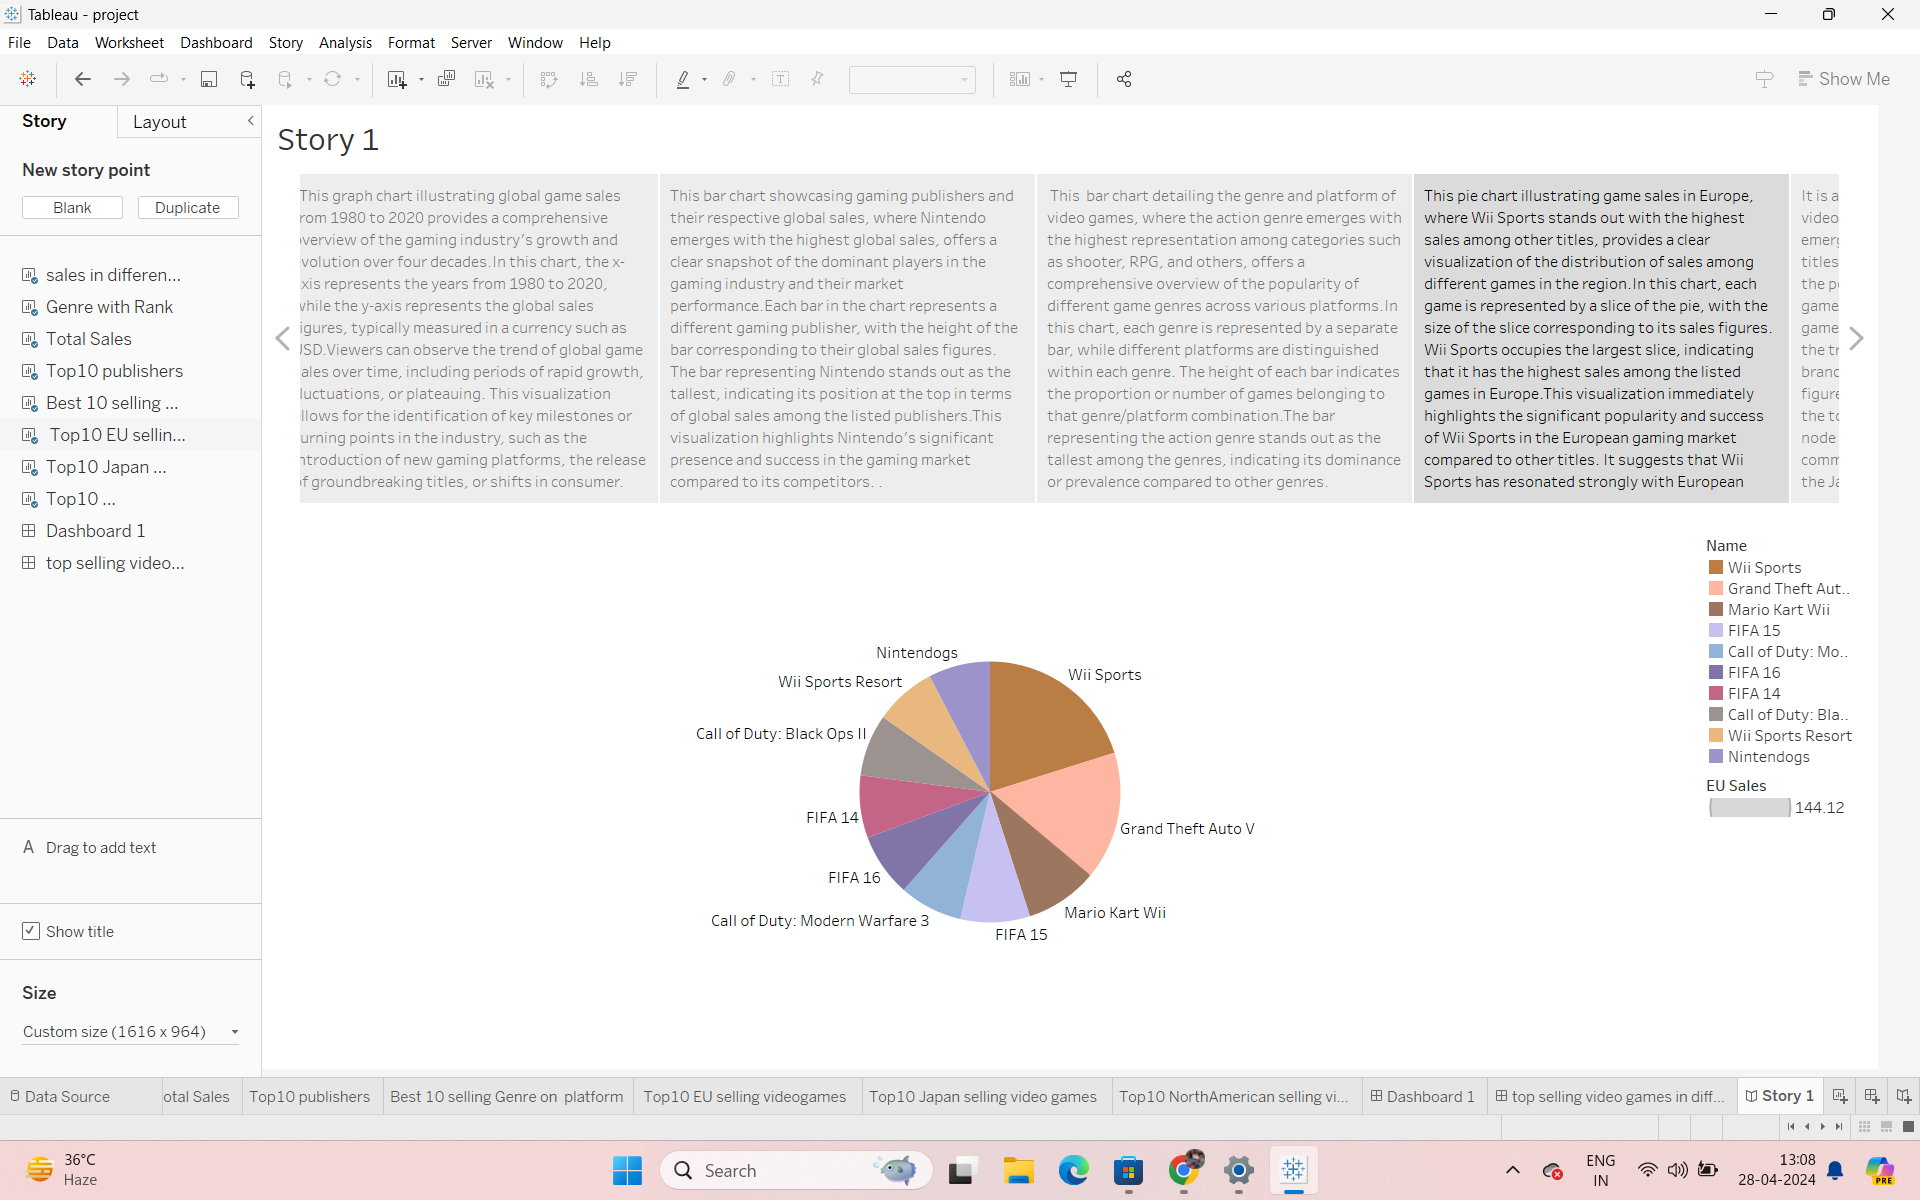 Tableau - project
File Data Worksheet Dashboard Story Analysis Format Server Window Help
Show Me
Story Layout
New story point
Blank Duplicate
sales in differen...
Genre with Rank
Total Sales
Top10 publishers
Best 10 selling ...
Top10 EU sellin...
Top10 Japan ...
Top10 ...
Dashboard 1
top selling video...
A Drag to add text
Show title
Size
Custom size (1616 x 964)
Story 1
This graph chart illustrating global game sales
rom 1980 to 2020 provides a comprehensive
verview of the gaming industry's growth and
volution over four decades.In this chart, the x-
xis represents the years from 1980 to 2020,
while the y-axis represents the global sales
igures, typically measured in a currency such as
USD.Viewers can observe the trend of global game
ales over time, including periods of rapid growth,
luctuations, or plateauing. This visualization
llows for the identification of key milestones or
urning points in the industry, such as the
ntroduction of new gaming platforms, the release
f groundbreaking titles, or shifts in consumer.
This bar chart showcasing gaming publishers and
their respective global sales, where Nintendo
emerges with the highest global sales, offers a
clear snapshot of the dominant players in the
gaming industry and their market
performance.Each bar in the chart represents a
different gaming publisher, with the height of the
bar corresponding to their global sales figures.
The bar representing Nintendo stands out as the
tallest, indicating its position at the top in terms
of global sales among the listed publishers.This
visualization highlights Nintendo's significant
presence and success in the gaming market
compared to its competitors. .
This bar chart detailing the genre and platform of
video games, where the action genre emerges with
the highest representation among categories such
as shooter, RPG, and others, offers a
comprehensive overview of the popularity of
different game genres across various platforms.In
this chart, each genre is represented by a separate
bar, while different platforms are distinguished
within each genre. The height of each bar indicates
the proportion or number of games belonging to
that genre/platform combination.The bar
representing the action genre stands out as the
tallest among the genres, indicating its dominance
or prevalence compared to other genres.
This pie chart illustrating game sales in Europe,
where Wii Sports stands out with the highest
sales among other titles, provides a clear
visualization of the distribution of sales among
different games in the region.In this chart, each
game is represented by a slice of the pie, with the
size of the slice corresponding to its sales figures.
Wii Sports occupies the largest slice, indicating
that it has the highest sales among the listed
games in Europe.This visualization immediately
highlights the significant popularity and success
of Wii Sports in the European gaming market
compared to other titles. It suggests that Wii
Sports has resonated strongly with European
It is a
video
emerg
titles
the p
game
game
the tr
branc
figure
the to
node
comm
the Ja
Nintendogs
Wii Sports
Wii Sports Resort
Call of Duty: Black Ops II
FIFA 14
Grand Theft Auto V
FIFA 16
Mario Kart Wii
Call of Duty: Modern Warfare 3
FIFA 15
Name
Wii Sports
Grand Theft Aut..
Mario Kart Wii
FIFA 15
Call of Duty: Mo..
FIFA 16
FIFA 14
Call of Duty: Bla..
Wii Sports Resort
Nintendogs
EU Sales
144.12
Data Source otal Sales Top10 publishers Best 10 selling Genre on platform Top10 EU selling videogames Top10 Japan selling video games Top10 NorthAmerican selling vi... Dashboard 1 top selling video games in diff... Story 1
36°C
Haze
Search
ENG
IN
13:08
28-04-2024
PRE